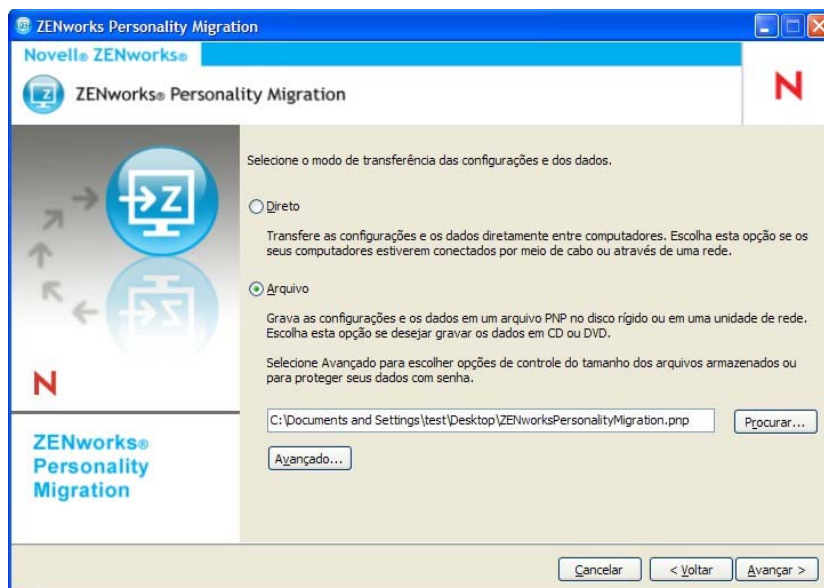 ZENworks Personality Migration
Novell® ZENworks®
ZENworks® Personality Migration
N
Selecione o modo de transferência das configurações e dos dados.
Direto
Transfere as configurações e os dados diretamente entre computadores. Escolha esta opção se os
seus computadores estiverem conectados por meio de cabo ou através de uma rede.
Arquivo
Grava as configurações e os dados em um arquivo PNP no disco rígido ou em uma unidade de rede.
Escolha esta opção se desejar gravar os dados em CD ou DVD.
Selecione Avançado para escolher opções de controle do tamanho dos arquivos armazenados ou
para proteger seus dados com senha.
C:\Documents and Settings\test\Desktop\ZENworksPersonalityMigration.pnp
Procurar...
Avançado...
Z
N
ZENworks®
Personality
Migration
Cancelar
< Voltar
Avançar >